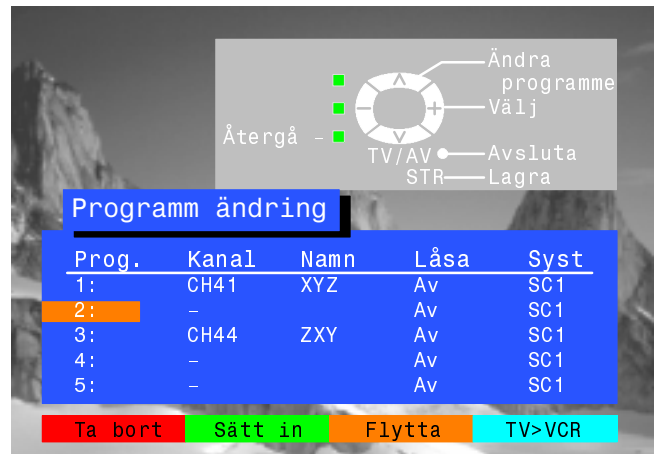 Ändra
programme
Välj
Återgå –
TV/AV Avsluta
STR Lagra
Programm ändring
Prog. Kanal Namn Låsa Syst
1: CH41 XYZ Av SC1
2: – Av SC1
3: CH44 ZXY Av SC1
4: – Av SC1
5: – Av SC1
Ta bort Sätt in Flytta TV>VCR